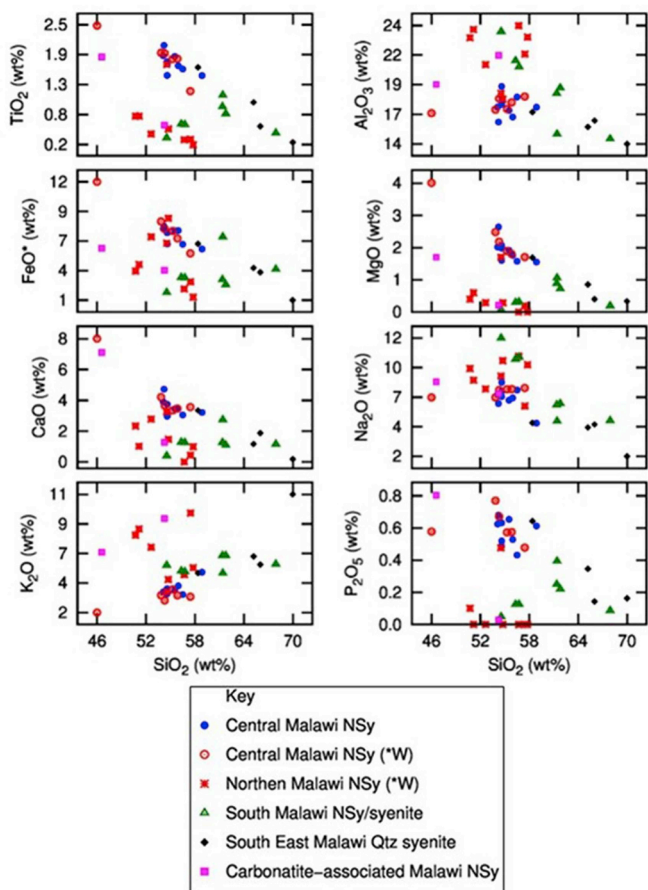 2.5
1.9
1.3
0.8
0.2
TiO2 (wt%)
24
22
19
17
14
Al2O3 (wt%)
12
9
7
4
1
FeO* (wt%)
4
3
2
1
0
MgO (wt%)
8
6
4
2
0
CaO (wt%)
12
10
7
4
2
Na2O (wt%)
11
9
7
4
2
K2O (wt%)
0.8
0.6
0.4
0.2
0.0
P2O5 (wt%)
46 52 58 64 70
46 52 58 64 70
SiO2 (wt%)
SiO2 (wt%)
Key
Central Malawi NSy
Central Malawi NSy (*W)
Northen Malawi NSy (*W)
South Malawi NSy/syenite
South East Malawi Qtz syenite
Carbonatite-associated Malawi NSy